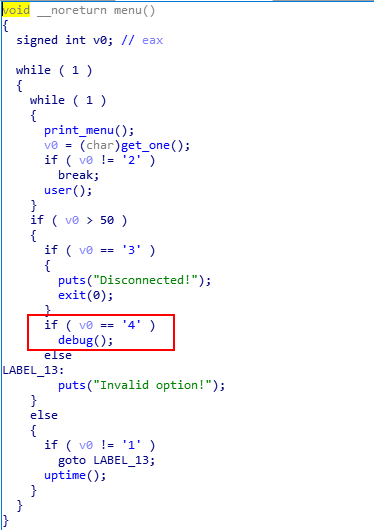 void __noreturn menu()
{
  signed int v0; // eax

  while ( 1 )
  {
    while ( 1 )
    {
      print_menu();
      v0 = (char)get_one();
      if ( v0 != '2' )
        break;
      user();
    }
    if ( v0 > 50 )
    {
      if ( v0 == '3' )
      {
        puts("Disconnected!");
        exit(0);
      }
      if ( v0 == '4' )
        debug();
      else
LABEL_13:
        puts("Invalid option!");
    }
    else
    {
      if ( v0 != '1' )
        goto LABEL_13;
      uptime();
    }
  }
}